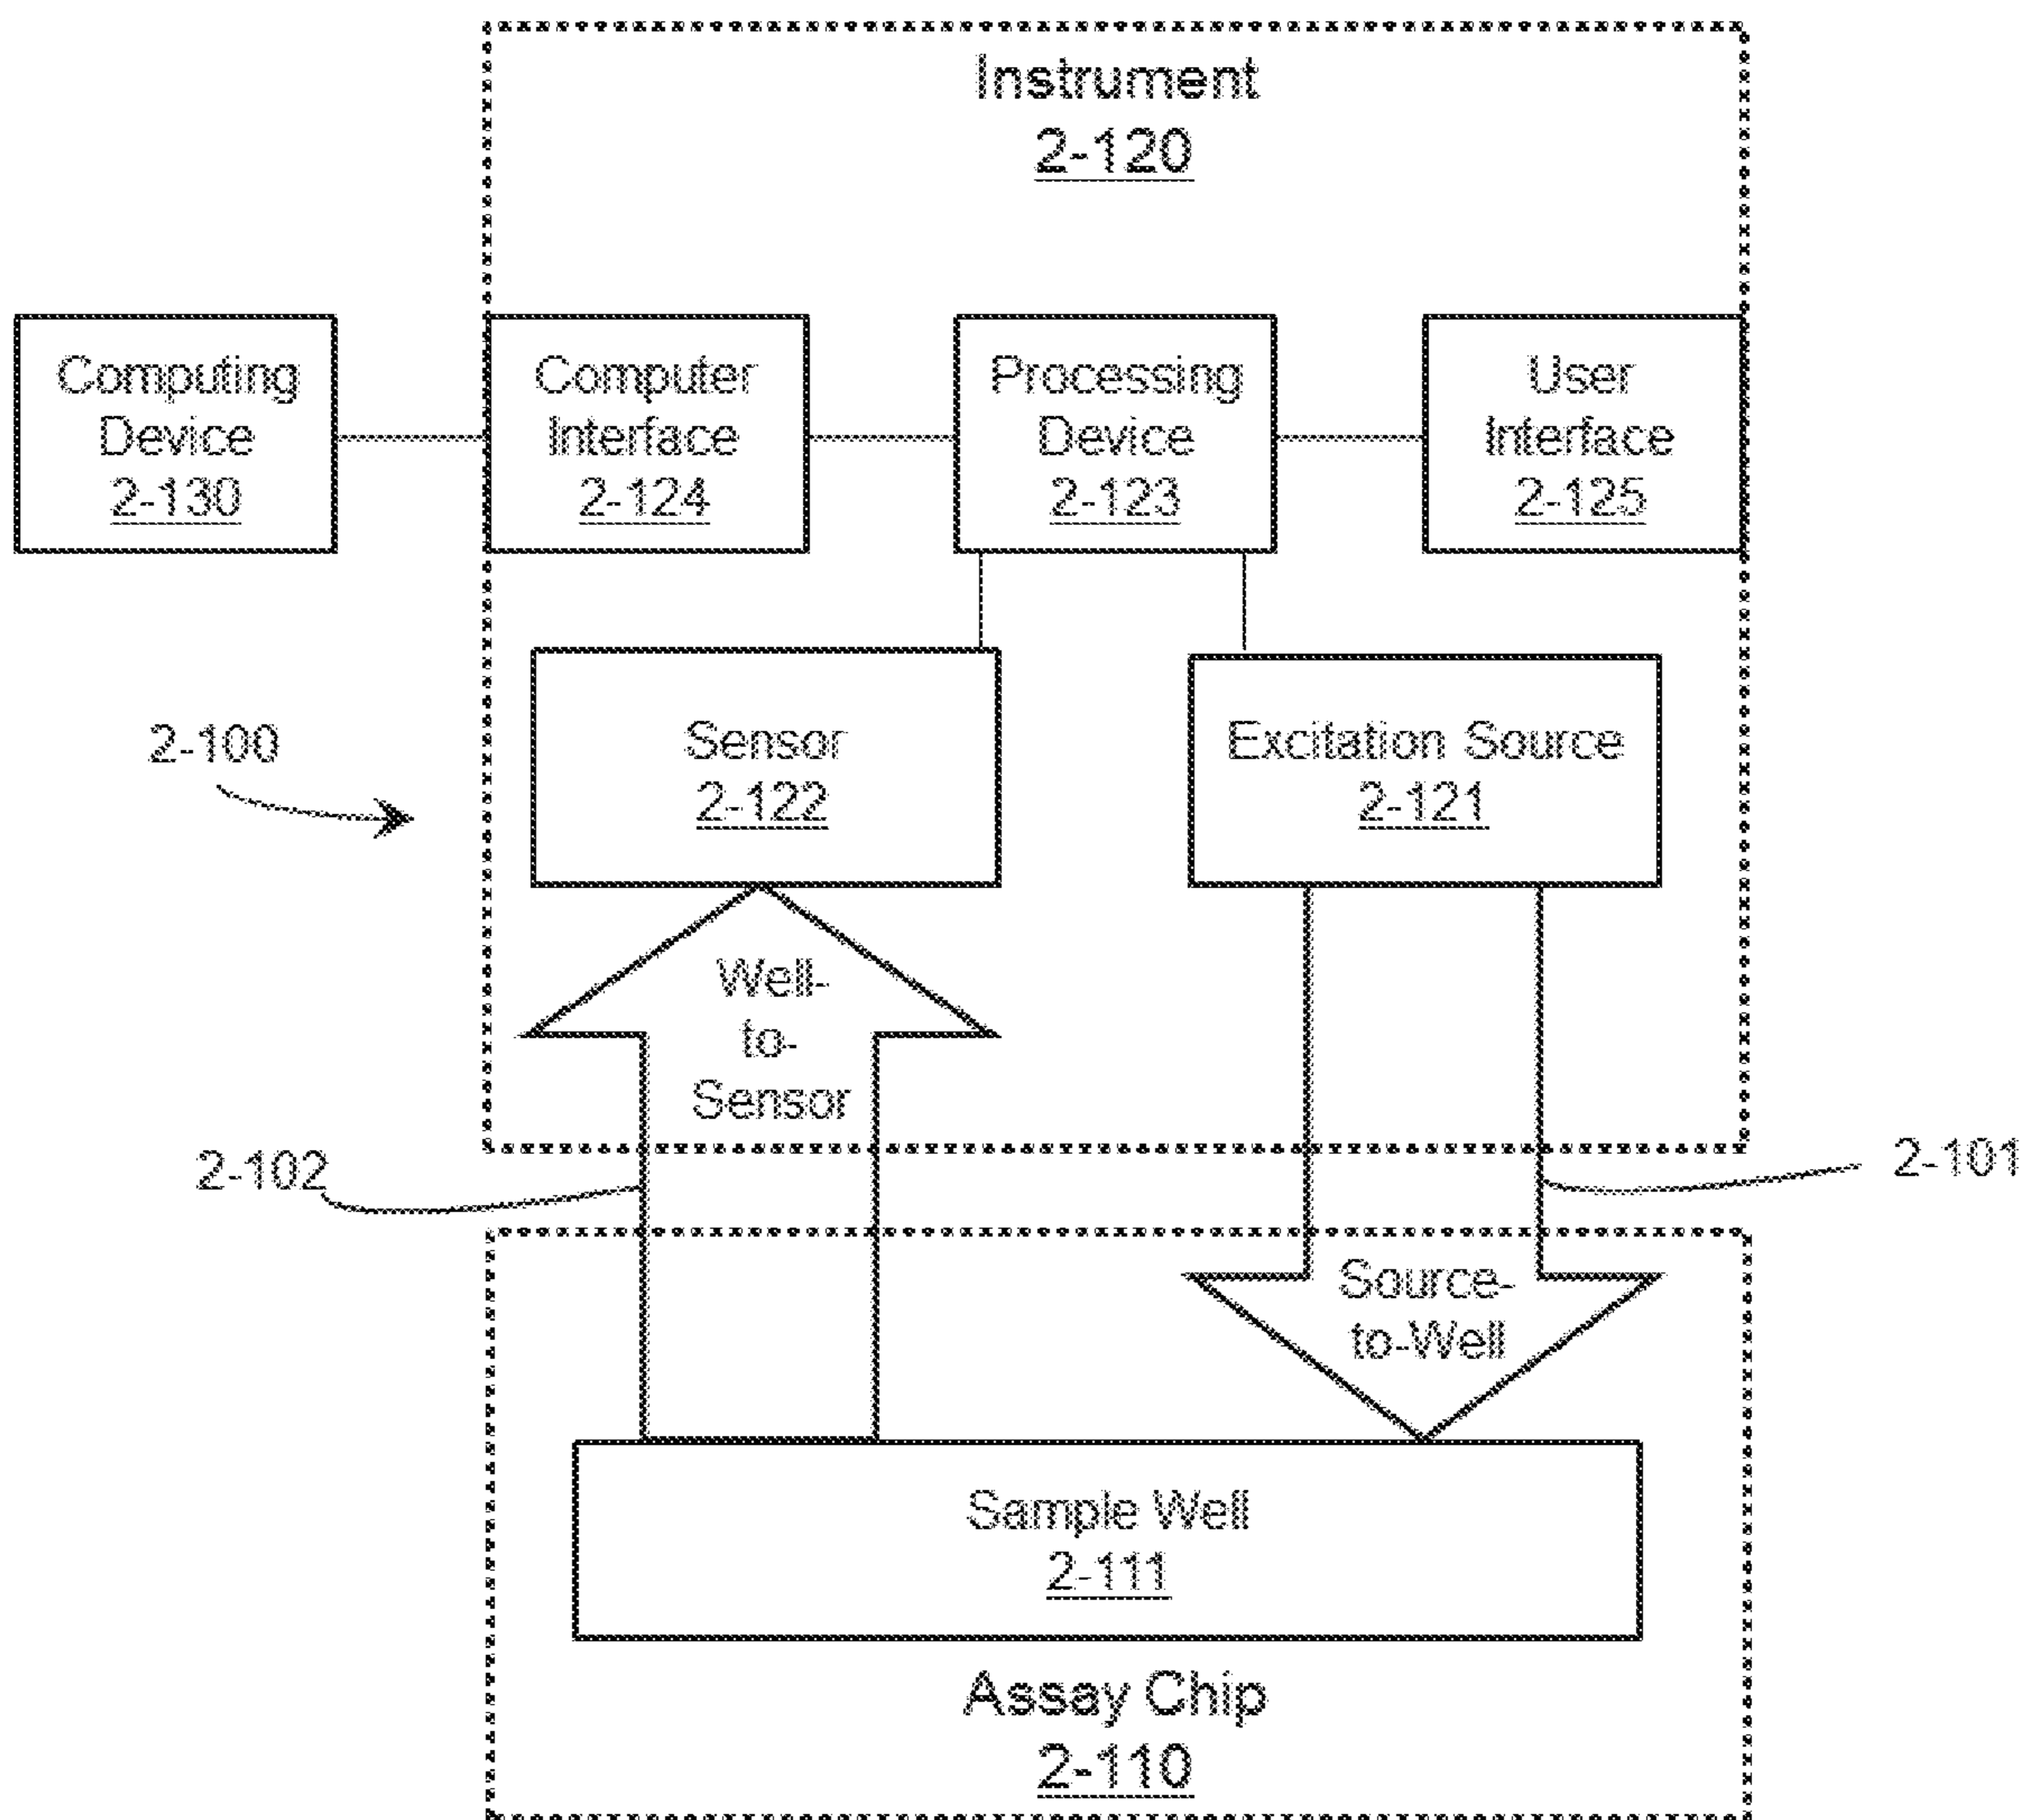 Instrument
2-120
Computing
Device
2-130
Computer
Interface
2-124
Processing
Device
2-123
User
Interface
2-125
2-100
Sensor
2-122
Excitation Source
2-121
Well-
to-
Sensor
2-102
2-101
Source-
to-Well
Sample Well
2-111
Assay Chip
2-110